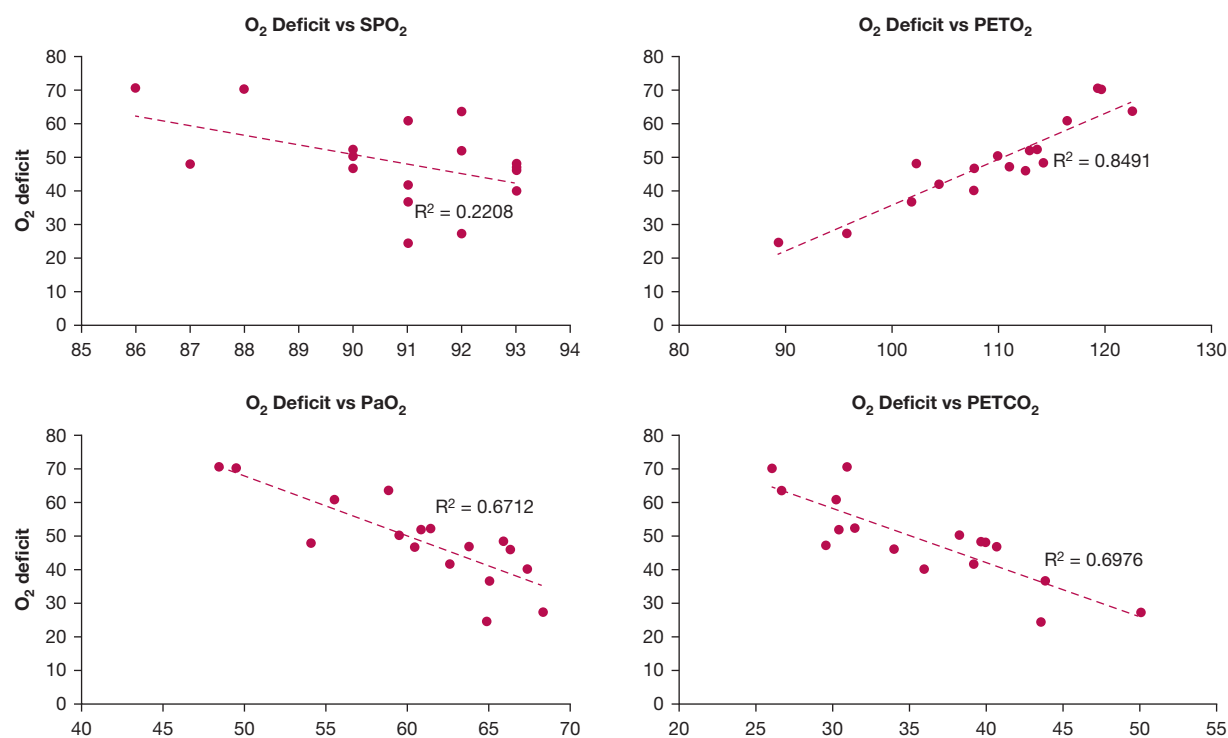 O₂ Deficit vs SPO₂
80
70
60
50
40
30
20
10
0
O₂ deficit
R² = 0.2208
85 86 87 88 89 90 91 92 93 94
O₂ Deficit vs PETO₂
80
70
60
50
40
30
20
10
0
R² = 0.8491
80 90 100 110 120 130
O₂ Deficit vs PaO₂
80
70
60
50
40
30
20
10
0
O₂ deficit
R² = 0.6712
40 45 50 55 60 65 70
O₂ Deficit vs PETCO₂
80
70
60
50
40
30
20
10
0
R² = 0.6976
20 25 30 35 40 45 50 55